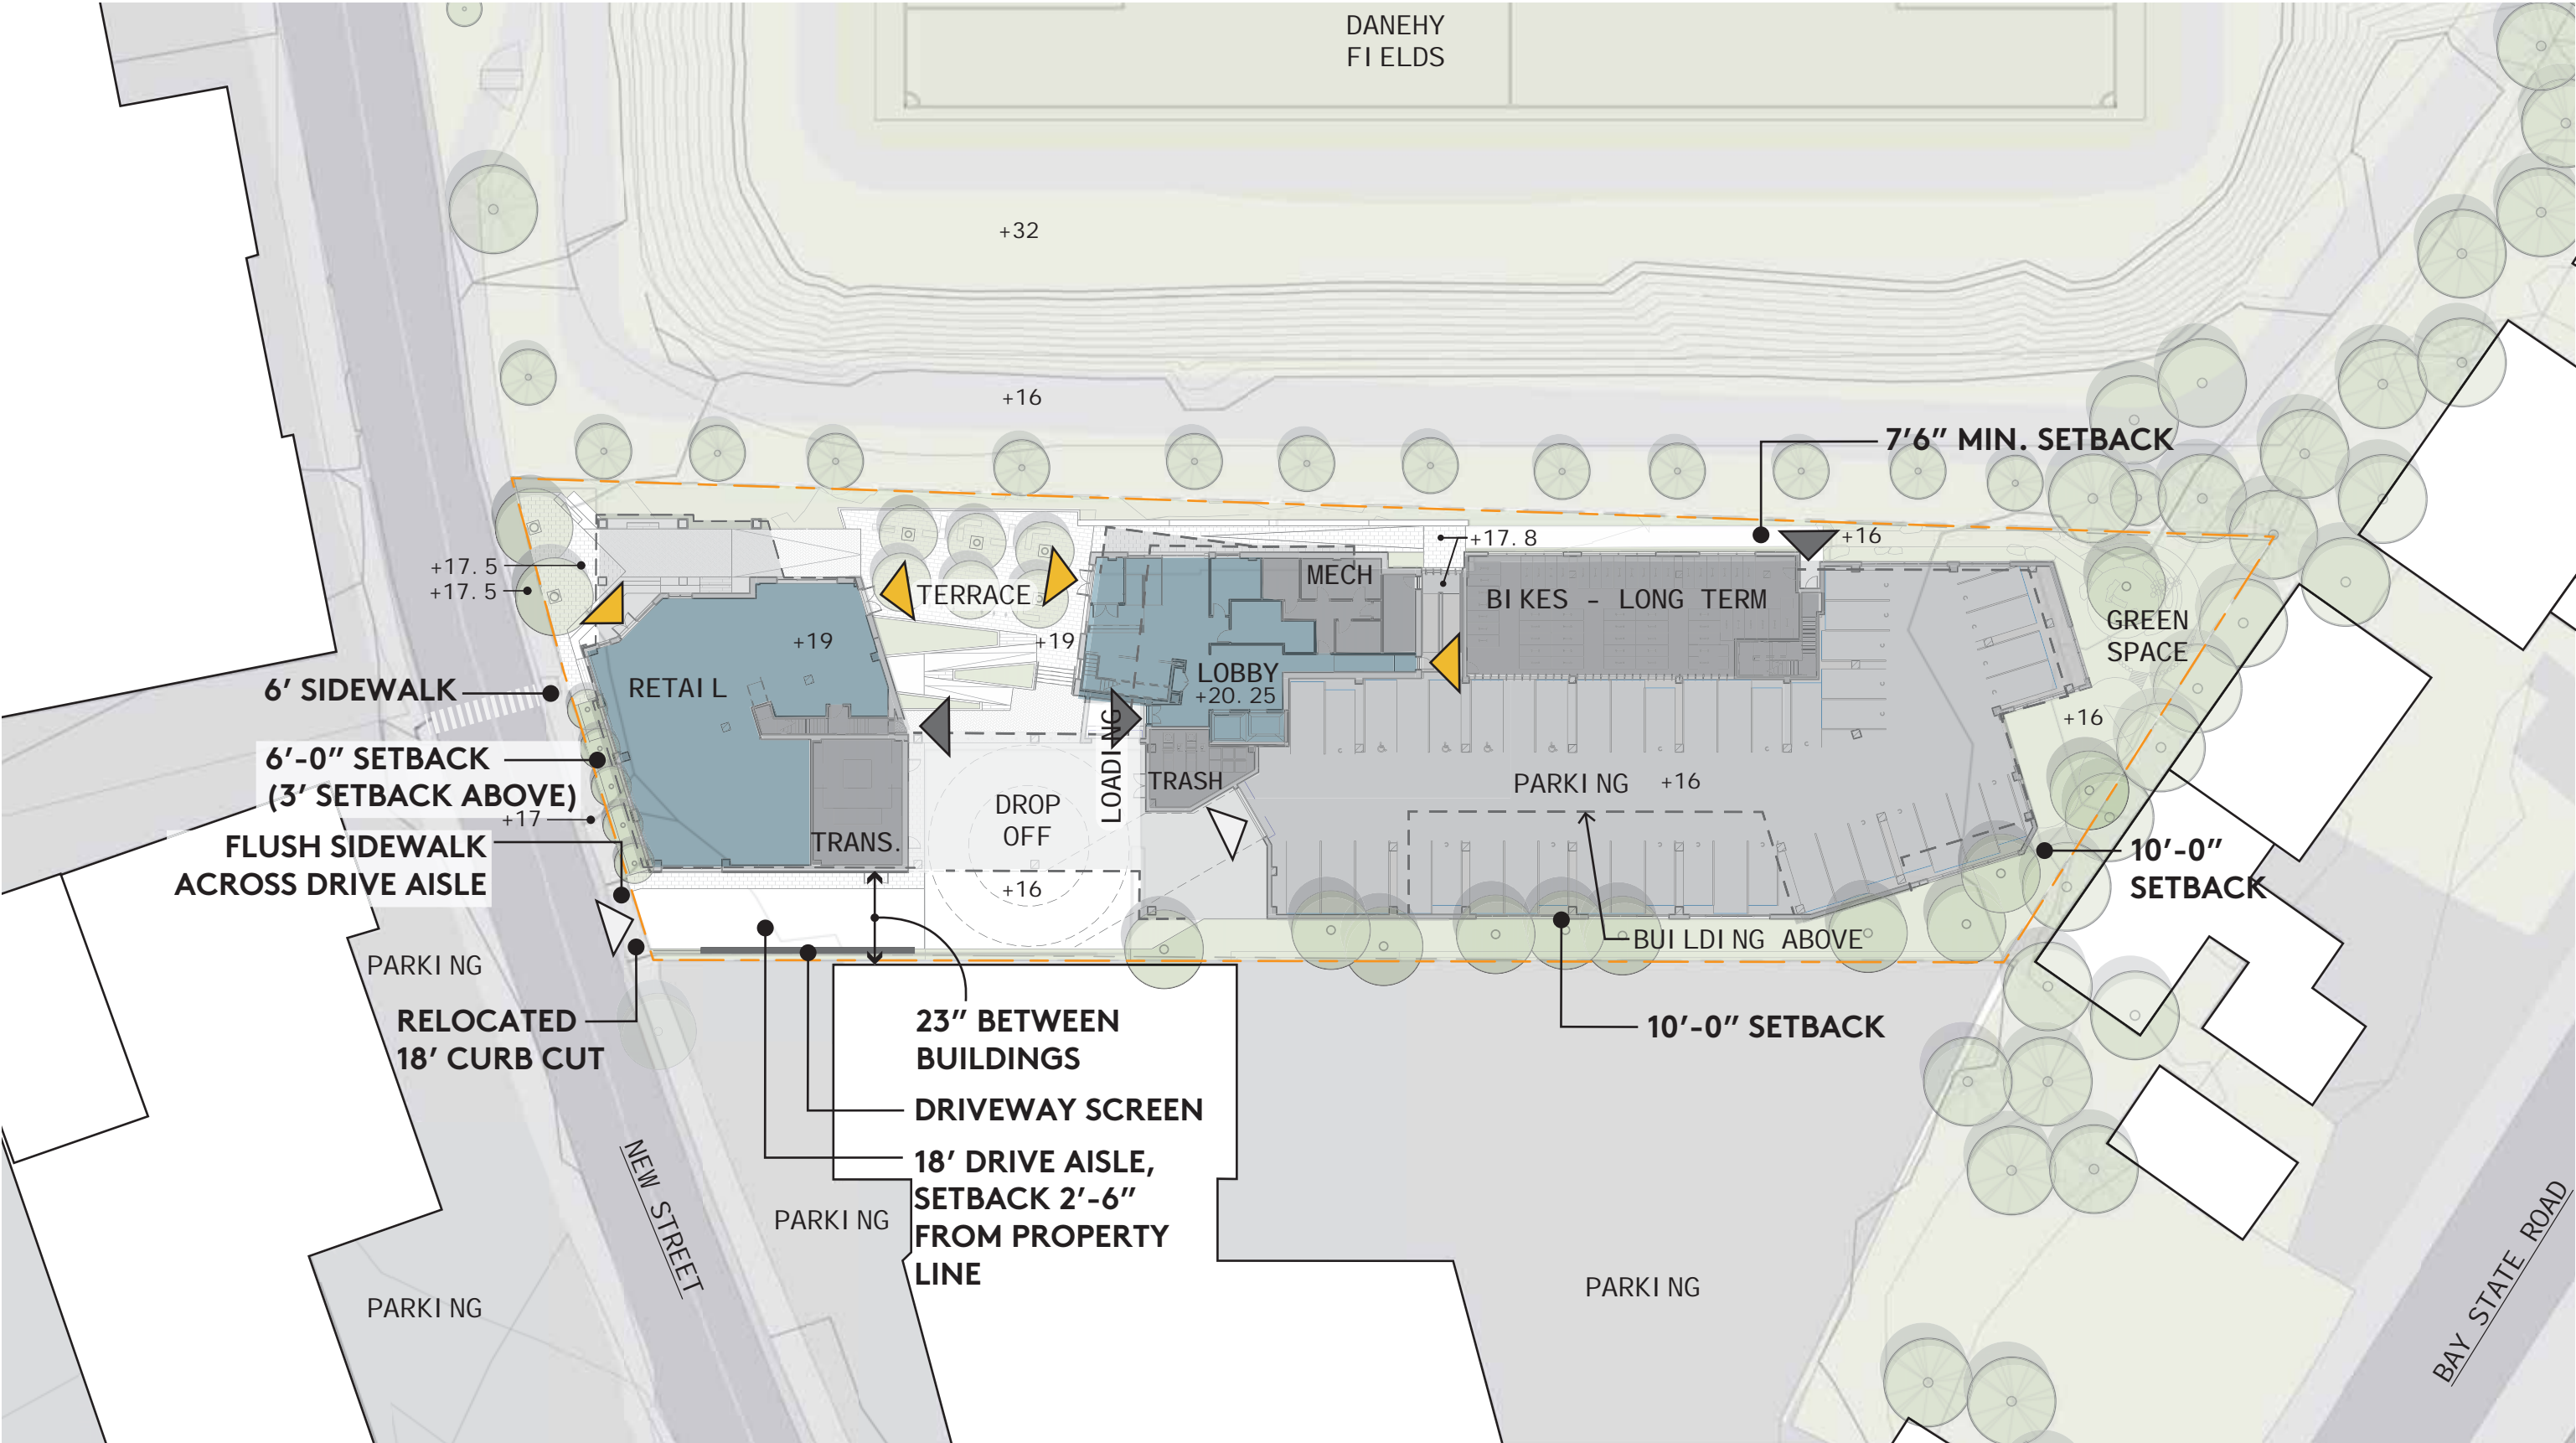 DANEHY
FIELDS
+32
+16
7’6” MIN. SETBACK
+17.5
+17.5
+17.8
+16
MECH
TERRACE
BIKES - LONG TERM
+19
+19
GREEN
SPACE
RETAIL
LOBBY
+20.25
6’ SIDEWALK
+16
LOADING
6’-0” SETBACK
(3’ SETBACK ABOVE)
+17
TRASH
PARKING +16
DROP
OFF
TRANS.
FLUSH SIDEWALK
ACROSS DRIVE AISLE
+16
10’-0”
SETBACK
BUILDING ABOVE
PARKING
RELOCATED
18’ CURB CUT
23” BETWEEN
BUILDINGS
10’-0” SETBACK
DRIVEWAY SCREEN
18’ DRIVE AISLE,
SETBACK 2’-6”
FROM PROPERTY
LINE
NEW STREET
PARKING
PARKING
PARKING
BAY STATE ROAD